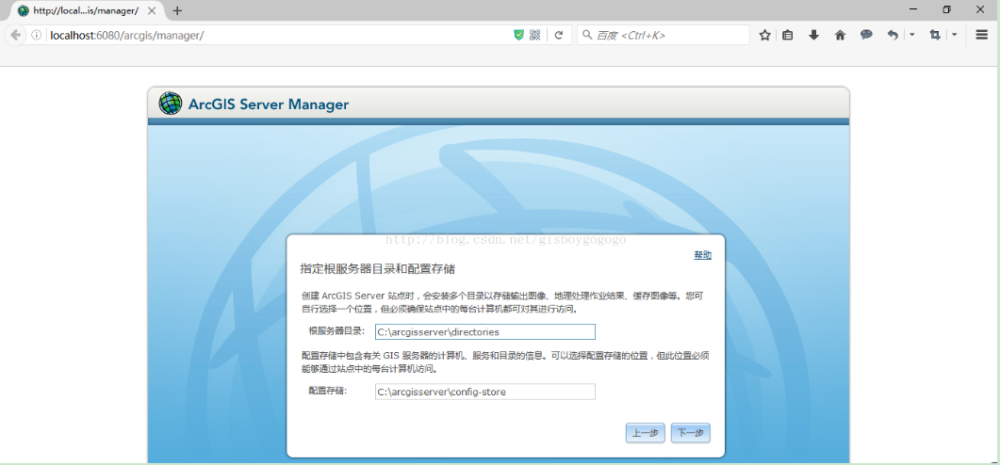 http://local...is/manager/
localhost:6080/arcgis/manager/
百度 <Ctrl+K>
ArcGIS Server Manager
http://blog.csdn.net/gisboygogogo
帮助
指定根服务器目录和配置存储
创建 ArcGIS Server 站点时，会安装多个目录以存储输出图像、地理处理作业结果、缓存图像等。您可
自行选择一个位置，但必须确保站点中的每台计算机都可对其进行访问。
根服务器目录: C:\arcgisserver\directories
配置存储中包含有关 GIS 服务器的计算机、服务和目录的信息。可以选择配置存储的位置，但此位置必须
能够通过站点中的每台计算机访问。
配置存储: C:\arcgisserver\config-store
上一步 下一步